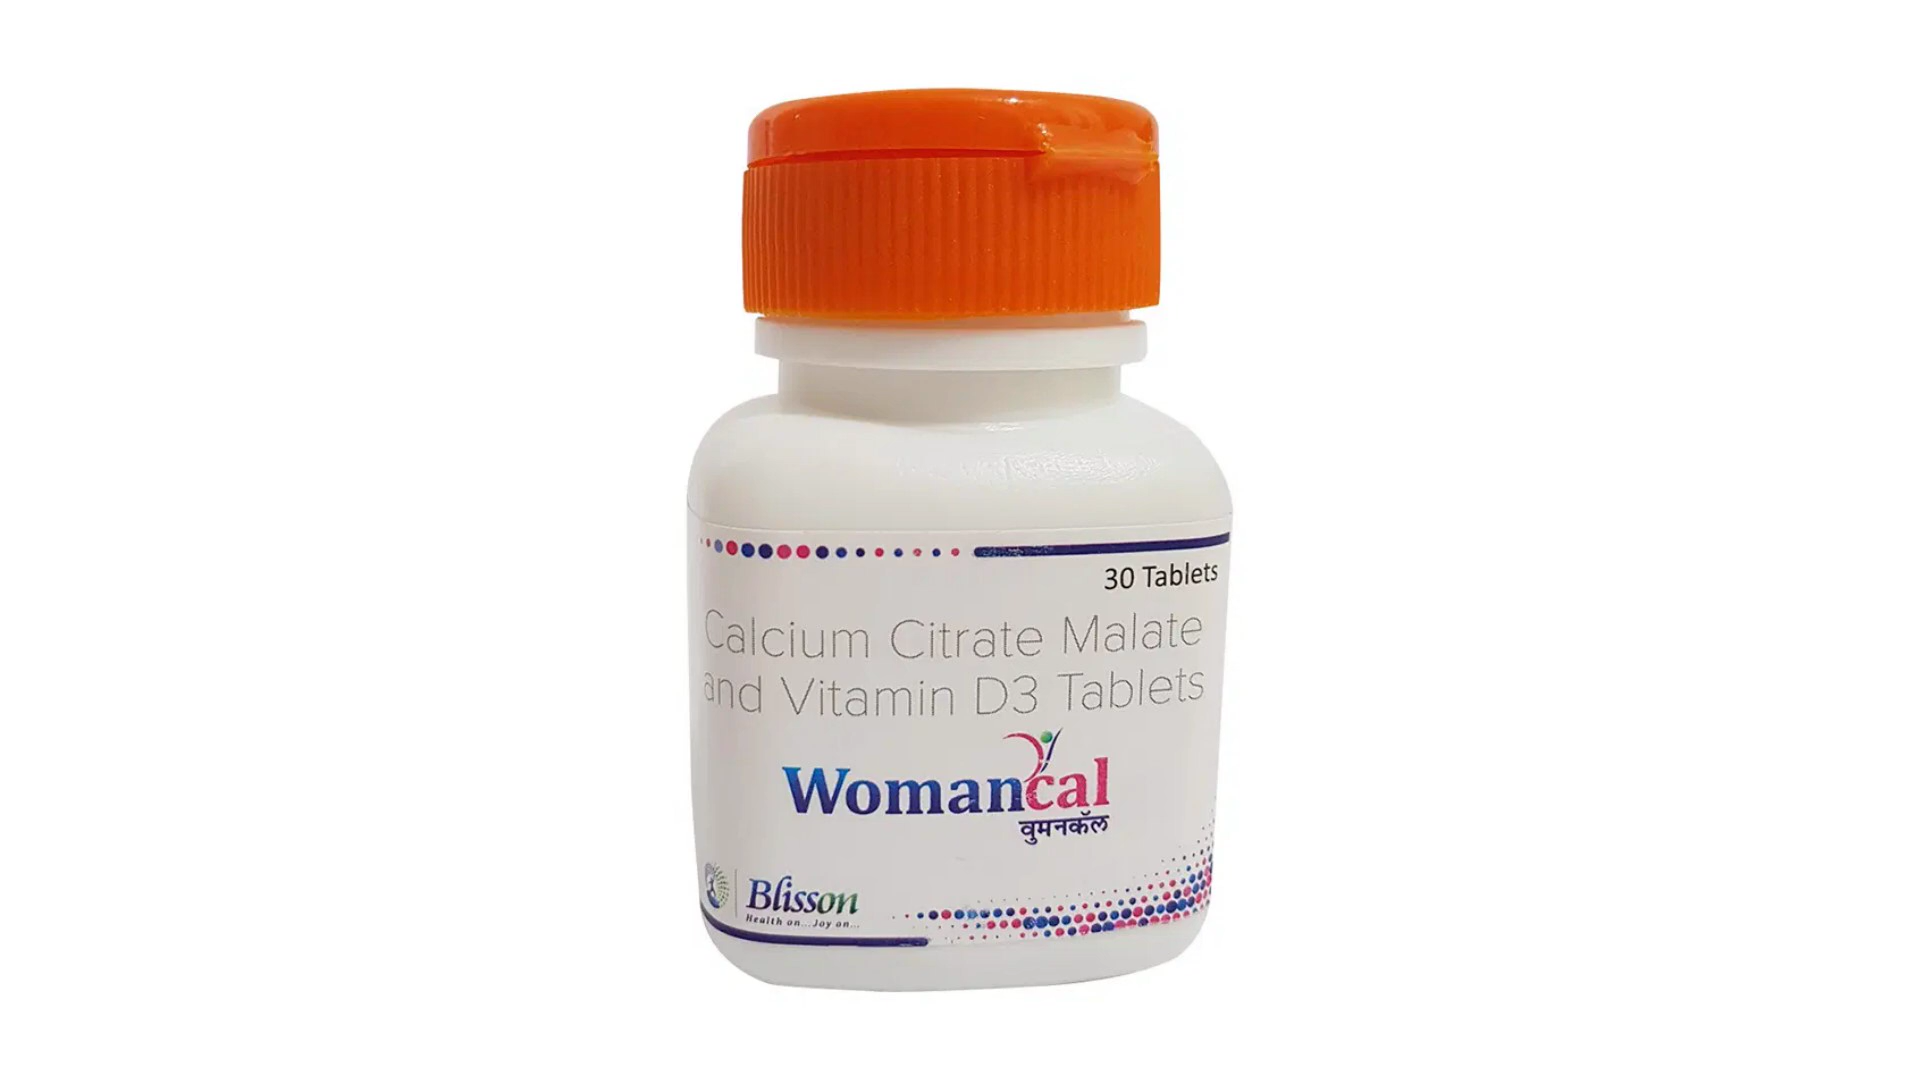 30 Tablets
Calcium Citrate Malate
and Vitamin D3 Tablets
Womancal
वुमनकॅल
Blisson
Health on...Joy on...